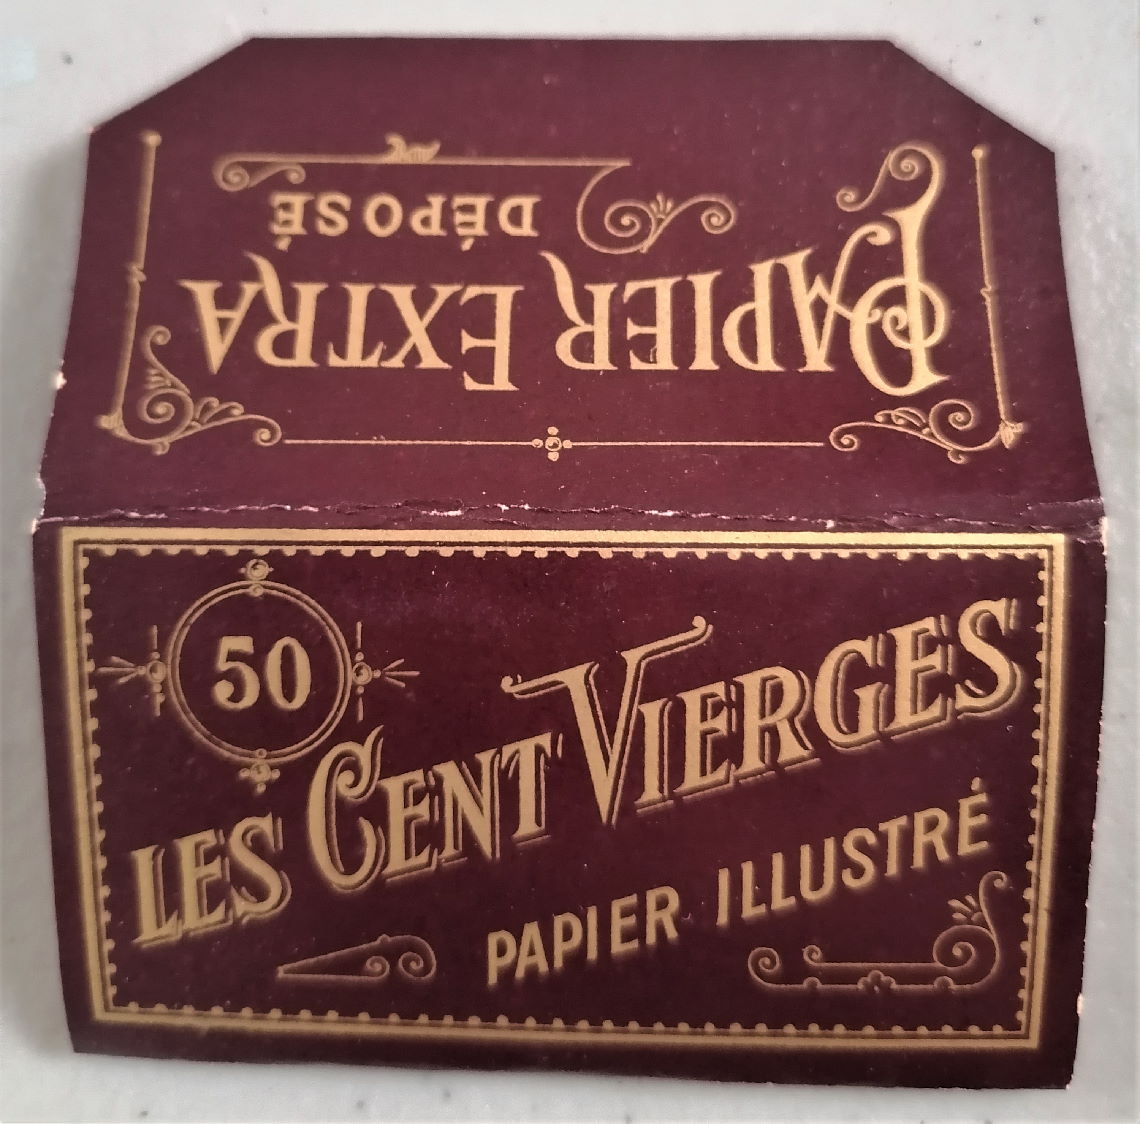 PAPIER EXTRA
DÉPOSÉ
50
LES CENT VIERGES
PAPIER ILLUSTRÉ